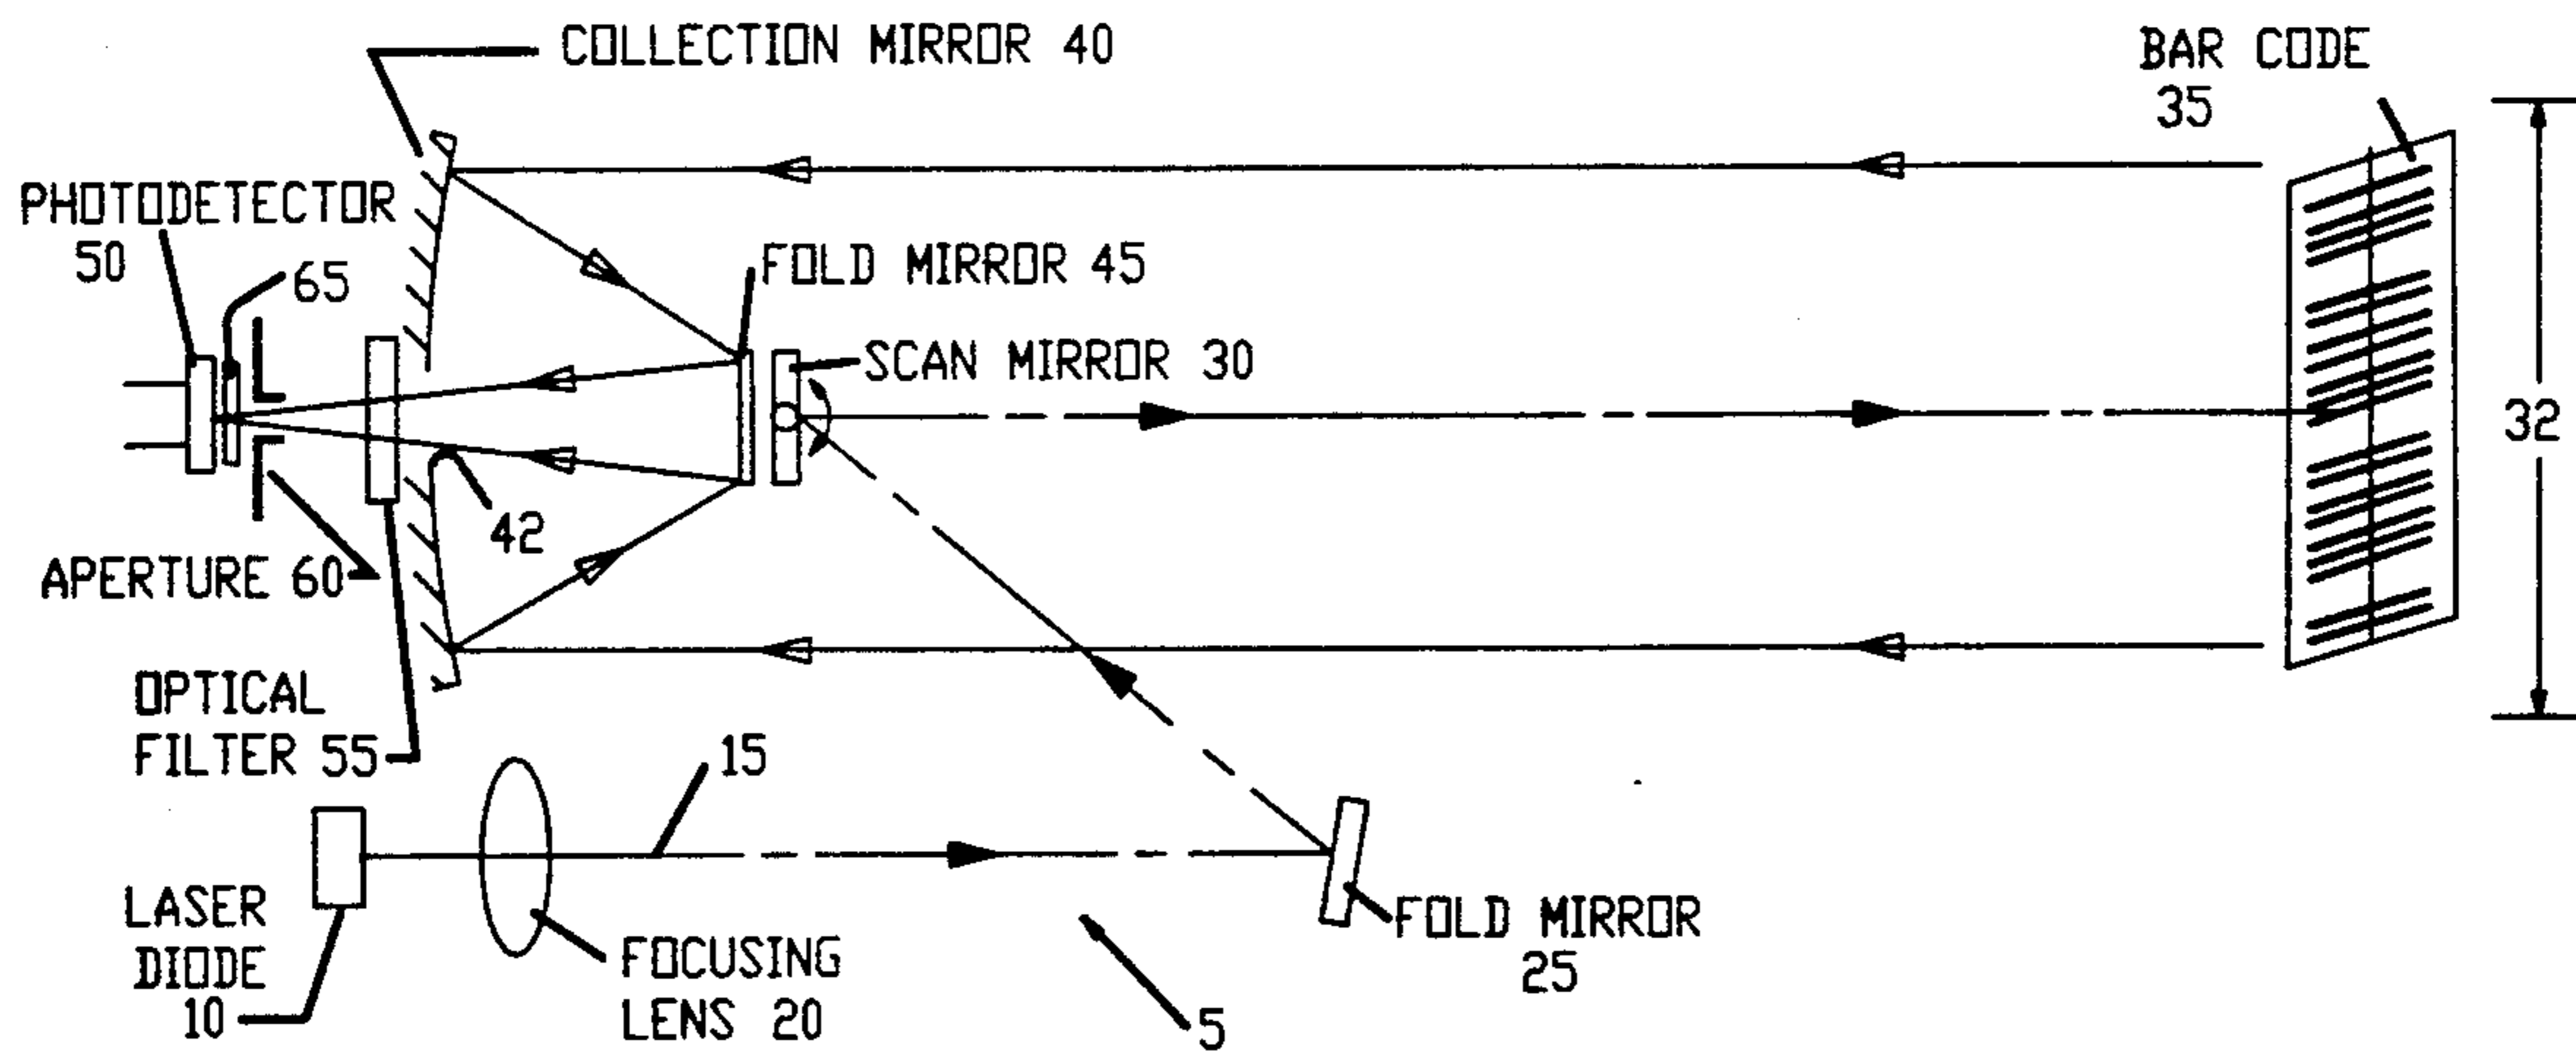 COLLECTION MIRROR 40
BAR CODE
35
PHOTODETECTOR
50
65
FOLD MIRROR 45
SCAN MIRROR 30
32
42
APERTURE 60
OPTICAL
FILTER 55
15
LASER
DIODE
10
FOCUSING
LENS 20
FOLD MIRROR
25
5